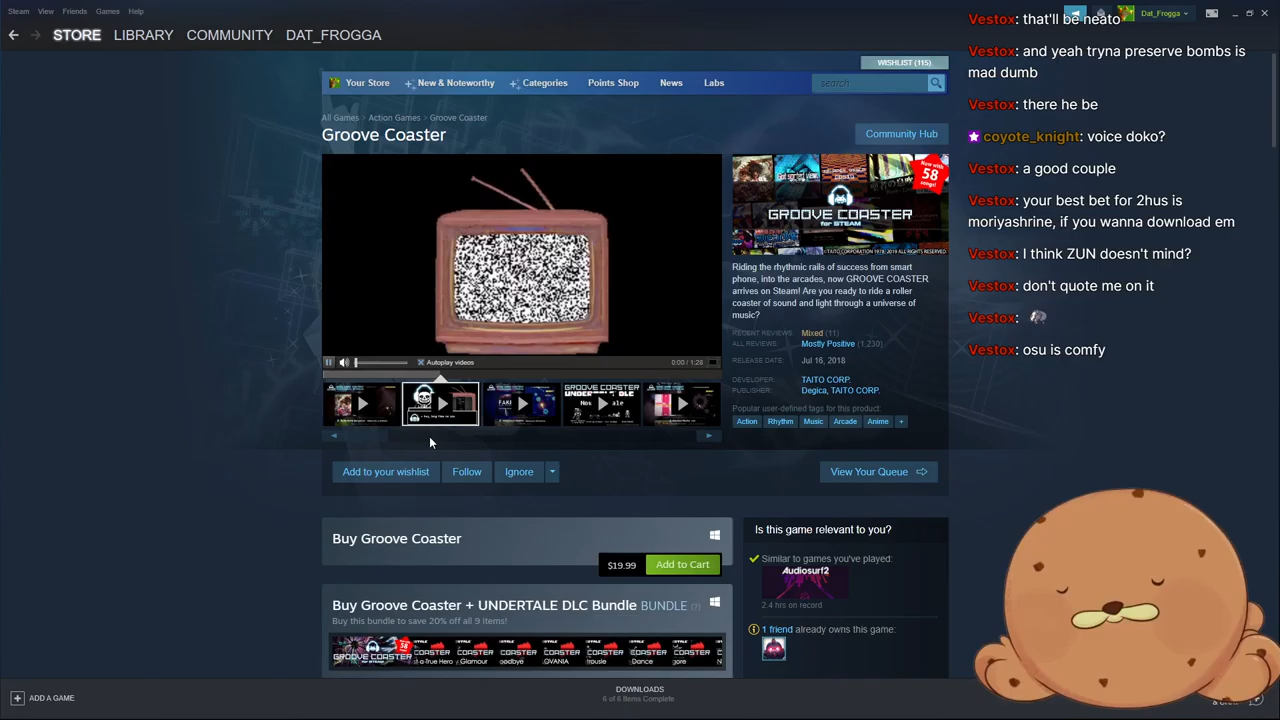 Steam View Friends Games Help
Dat_Frogga
STORE LIBRARY COMMUNITY DAT_FROGGA
WISHLIST (115)
Your Store New & Noteworthy Categories Points Shop News Labs search
All Games > Action Games > Groove Coaster
Groove Coaster
Community Hub
Now with
58
songs!
GROOVE COASTER
for STEAM
Riding the rhythmic rails of success from smart
phone, into the arcades, now GROOVE COASTER
arrives on Steam! Are you ready to ride a roller
coaster of sound and light through a universe of
music?
RECENT REVIEWS: Mixed (11)
ALL REVIEWS: Mostly Positive (1,230)
RELEASE DATE: Jul 16, 2018
DEVELOPER: TAITO CORP.
PUBLISHER: Degica, TAITO CORP.
Popular user-defined tags for this product:
Action Rhythm Music Arcade Anime +
Autoplay videos 0:00 / 1:28
Add to your wishlist Follow Ignore
View Your Queue
Buy Groove Coaster
$19.99 Add to Cart
Buy Groove Coaster + UNDERTALE DLC Bundle BUNDLE (?)
Buy this bundle to save 20% off all 9 items!
Is this game relevant to you?
Similar to games you've played:
Audiosurf2
2.4 hrs on record
1 friend already owns this game:
ADD A GAME
DOWNLOADS
6 of 6 Items Complete
Vestox: that'll be neato
Vestox: and yeah tryna preserve bombs is
mad dumb
Vestox: there he be
coyote_knight: voice doko?
Vestox: a good couple
Vestox: your best bet for 2hus is
moriyashrine, if you wanna download em
Vestox: I think ZUN doesn't mind?
Vestox: don't quote me on it
Vestox:
Vestox: osu is comfy